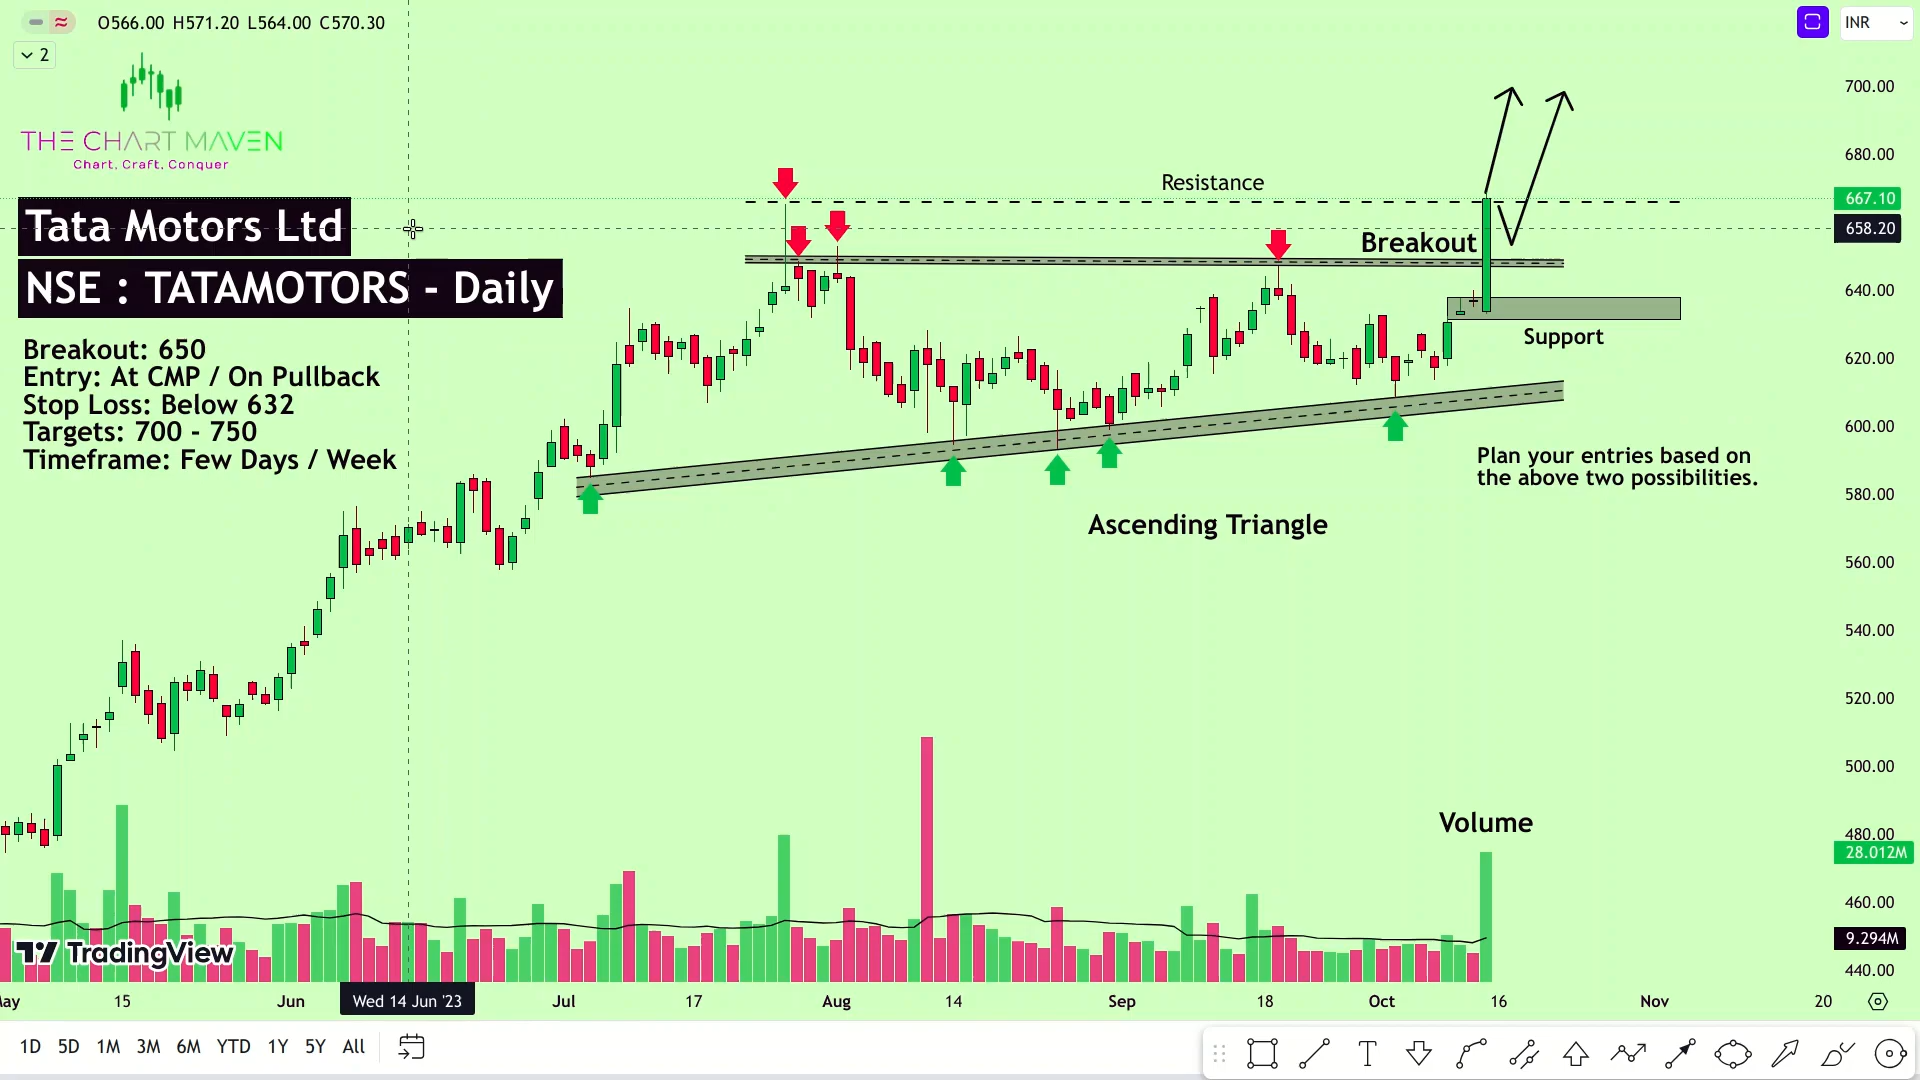 O566.00 H571.20 L564.00 C570.30
INR
2
THE CHART MAVEN
Chart. Craft. Conquer
Tata Motors Ltd
NSE : TATAMOTORS - Daily
Breakout: 650
Entry: At CMP / On Pullback
Stop Loss: Below 632
Targets: 700 - 750
Timeframe: Few Days / Week
Resistance
Breakout
Support
Plan your entries based on
the above two possibilities.
Ascending Triangle
Volume
700.00
680.00
667.10
658.20
640.00
620.00
600.00
580.00
560.00
540.00
520.00
500.00
480.00
28.012M
460.00
9.294M
440.00
TradingView
May 15 Jun Wed 14 Jun '23 Jul 17 Aug 14 Sep 18 Oct 16 Nov 20
1D 5D 1M 3M 6M YTD 1Y 5Y All